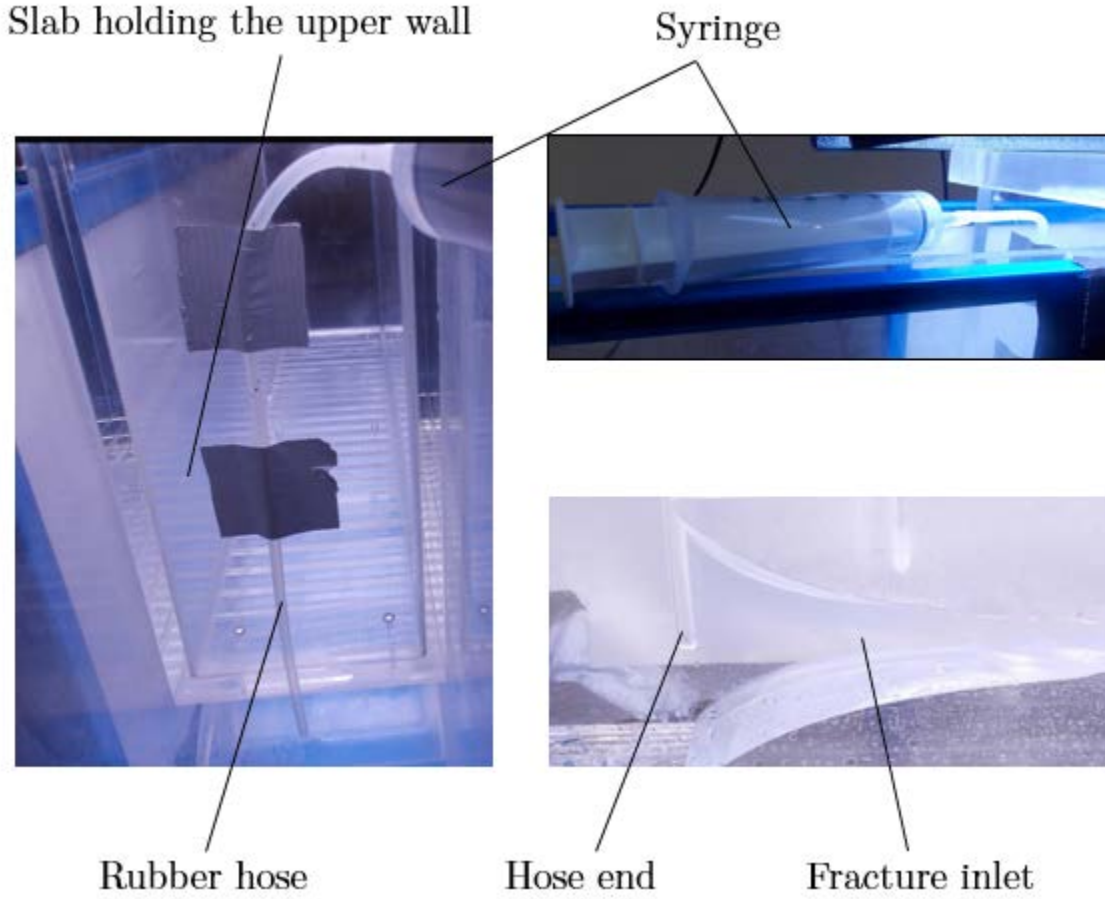 Slab holding the upper wall
Syringe
Rubber hose
Hose end
Fracture inlet